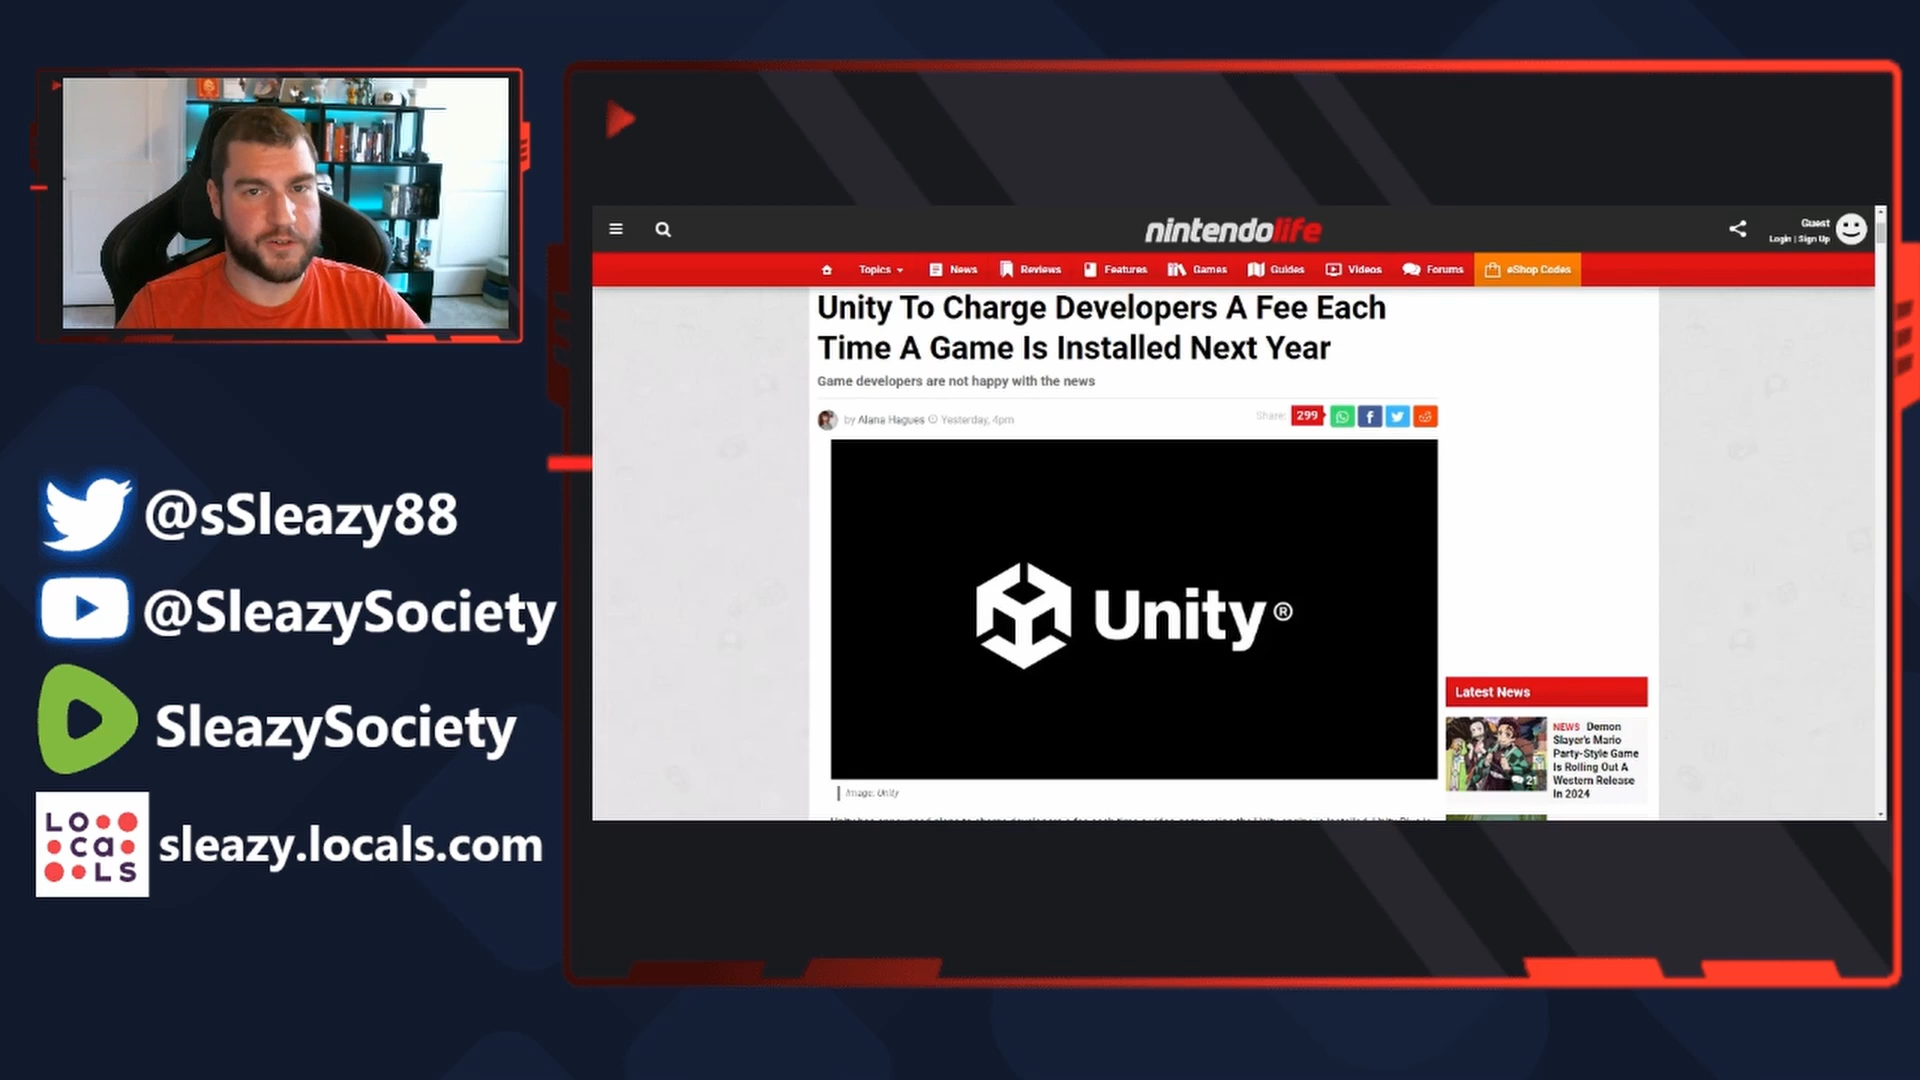 @sSleazy88
@SleazySociety
SleazySociety
LOcaLS
sleazy.locals.com
nintendolife
Guest
Login | Sign Up
Topics
News
Reviews
Features
Games
Guides
Videos
Forums
eShop Codes
Unity To Charge Developers A Fee Each
Time A Game Is Installed Next Year
Game developers are not happy with the news
by Alana Hagues Yesterday, 4pm
Share:
299
Unity®
Image: Unity
Latest News
NEWS Demon
Slayer's Mario
Party-Style Game
Is Rolling Out A
Western Release
In 2024
21